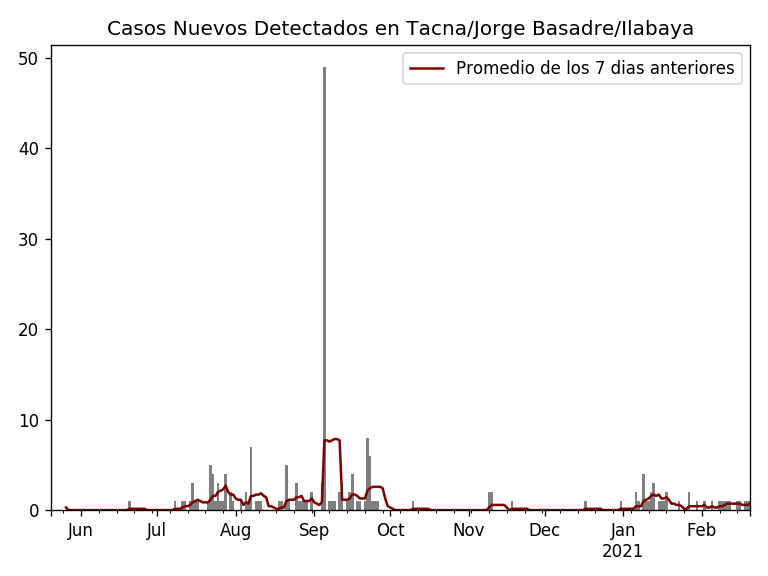 Casos Nuevos Detectados en Tacna/Jorge Basadre/Ilabaya
Promedio de los 7 dias anteriores
50
40
30
20
10
0
Jun Jul Aug Sep Oct Nov Dec Jan Feb
2021